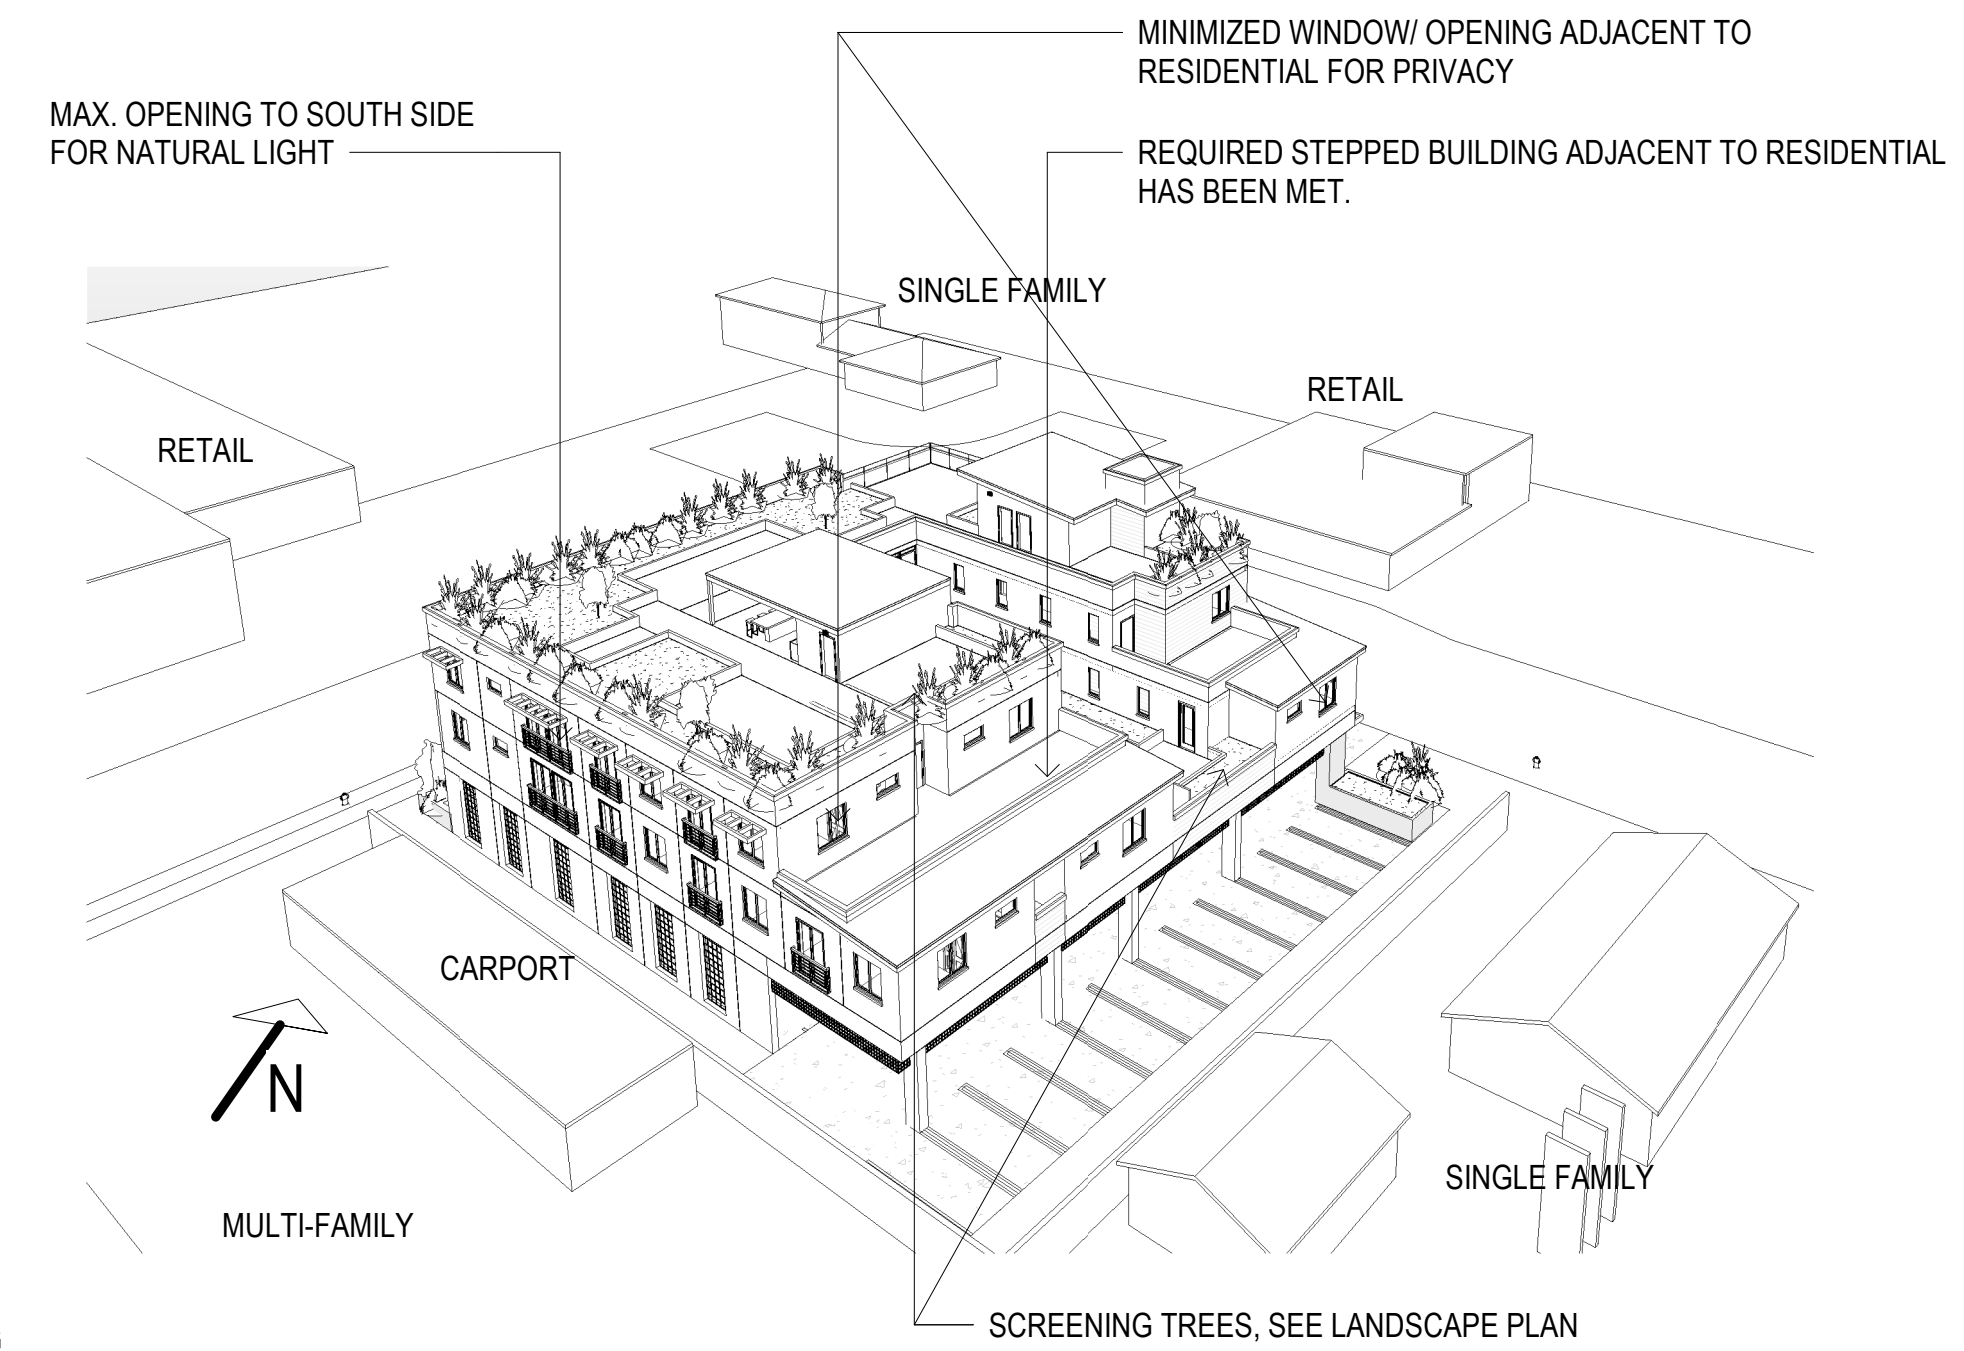 MINIMIZED WINDOW/ OPENING ADJACENT TO
RESIDENTIAL FOR PRIVACY
MAX. OPENING TO SOUTH SIDE
FOR NATURAL LIGHT
REQUIRED STEPPED BUILDING ADJACENT TO RESIDENTIAL
HAS BEEN MET.
SINGLE FAMILY
RETAIL
RETAIL
CARPORT
N
SINGLE FAMILY
MULTI-FAMILY
SCREENING TREES, SEE LANDSCAPE PLAN